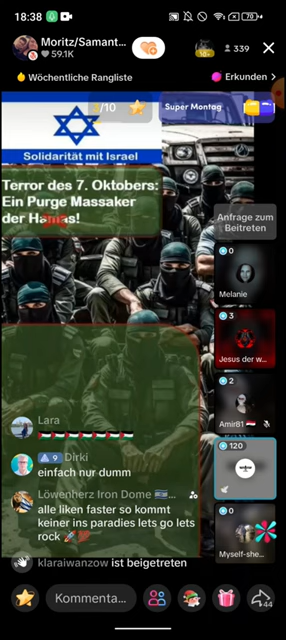 18:38
70
Moritz/Samant...
59.1K
339
Wöchentliche Rangliste
Erkunden >
/10
Super Montag
Solidarität mit Israel
Terror des 7. Oktobers:
Ein Purge Massaker
der Hamas!
Anfrage zum
Beitreten
0
Melanie
3
Jesus der w...
Lara
2
Amir81
9 Dirki
einfach nur dumm
120
Löwenherz Iron Dome
alle liken faster so kommt
keiner ins paradies lets go lets
rock
0
Myself-she...
klaraiwanzow ist beigetreten
Kommenta...
44